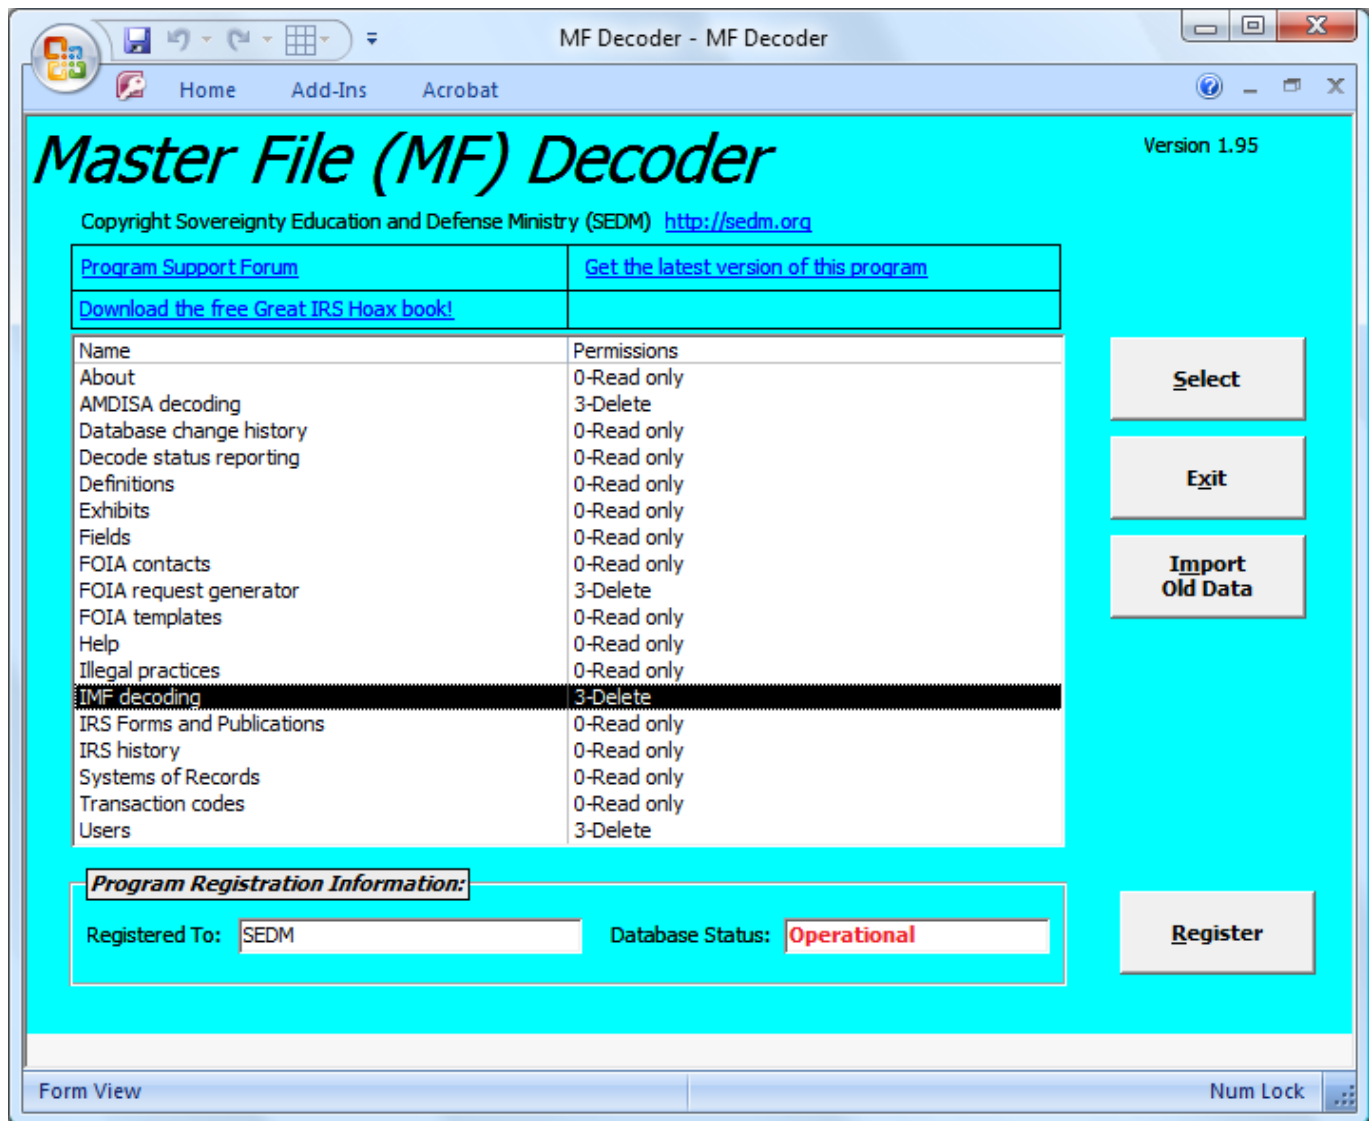 MF Decoder - MF Decoder
Home Add-Ins Acrobat
Master File (MF) Decoder
Version 1.95
Copyright Sovereignty Education and Defense Ministry (SEDM) http://sedm.org
Program Support Forum Get the latest version of this program
Download the free Great IRS Hoax book!
Name Permissions
About 0-Read only
AMDISA decoding 3-Delete
Database change history 0-Read only
Decode status reporting 0-Read only
Definitions 0-Read only
Exhibits 0-Read only
Fields 0-Read only
FOIA contacts 0-Read only
FOIA request generator 3-Delete
FOIA templates 0-Read only
Help 0-Read only
Illegal practices 0-Read only
IMF decoding 3-Delete
IRS Forms and Publications 0-Read only
IRS history 0-Read only
Systems of Records 0-Read only
Transaction codes 0-Read only
Users 3-Delete
Select
Exit
Import
Old Data
Program Registration Information:
Registered To: SEDM Database Status: Operational
Register
Form View Num Lock